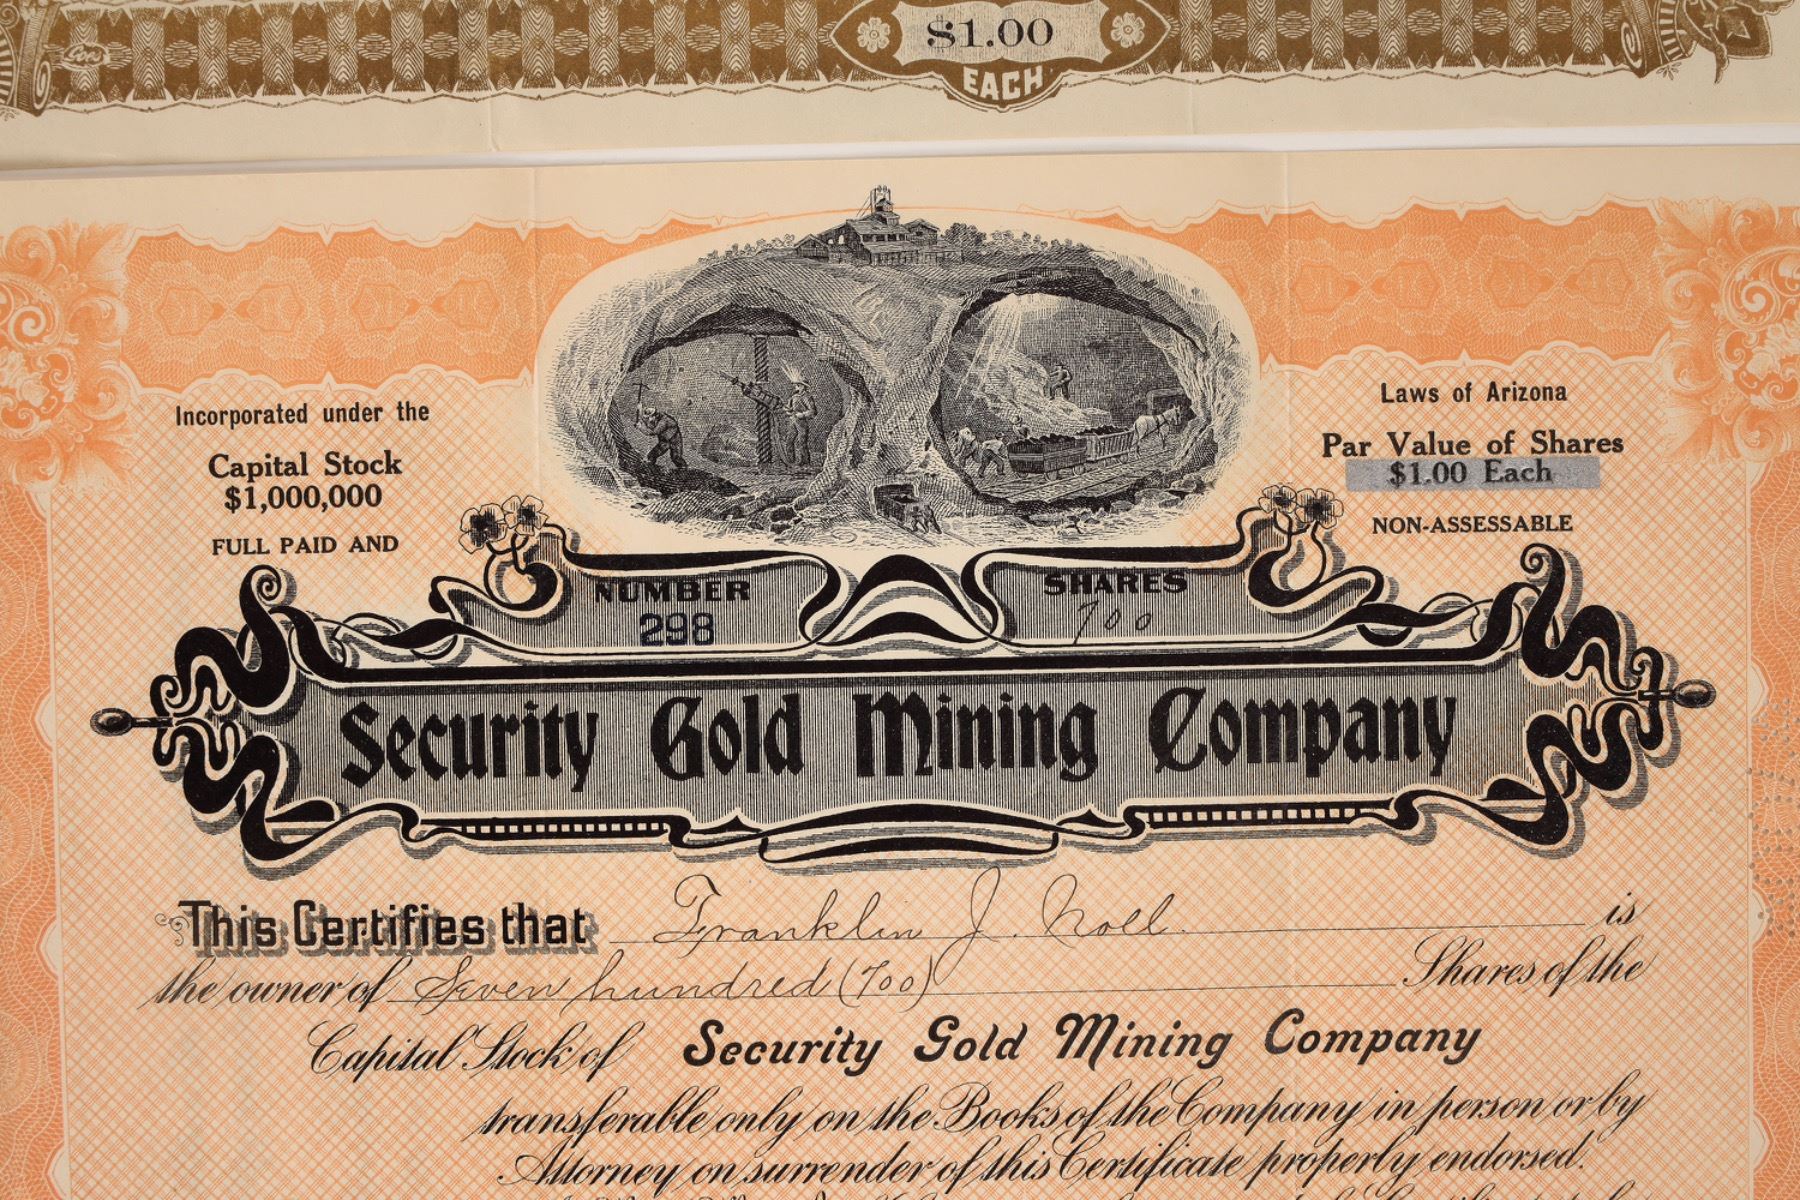 $1.00
EACH
Incorporated under the
Laws of Arizona
Capital Stock
$1,000,000
Par Value of Shares
$1.00 Each
FULL PAID AND
NON-ASSESSABLE
NUMBER
298
SHARES
700
Security Gold Mining Company
This Certifies that Franklin J. Noll. is
the owner of Seven hundred (700) Shares of the
Capital Stock of Security Gold Mining Company
transferable only on the Books of the Company in person or by
Attorney on surrender of this Certificate properly endorsed.